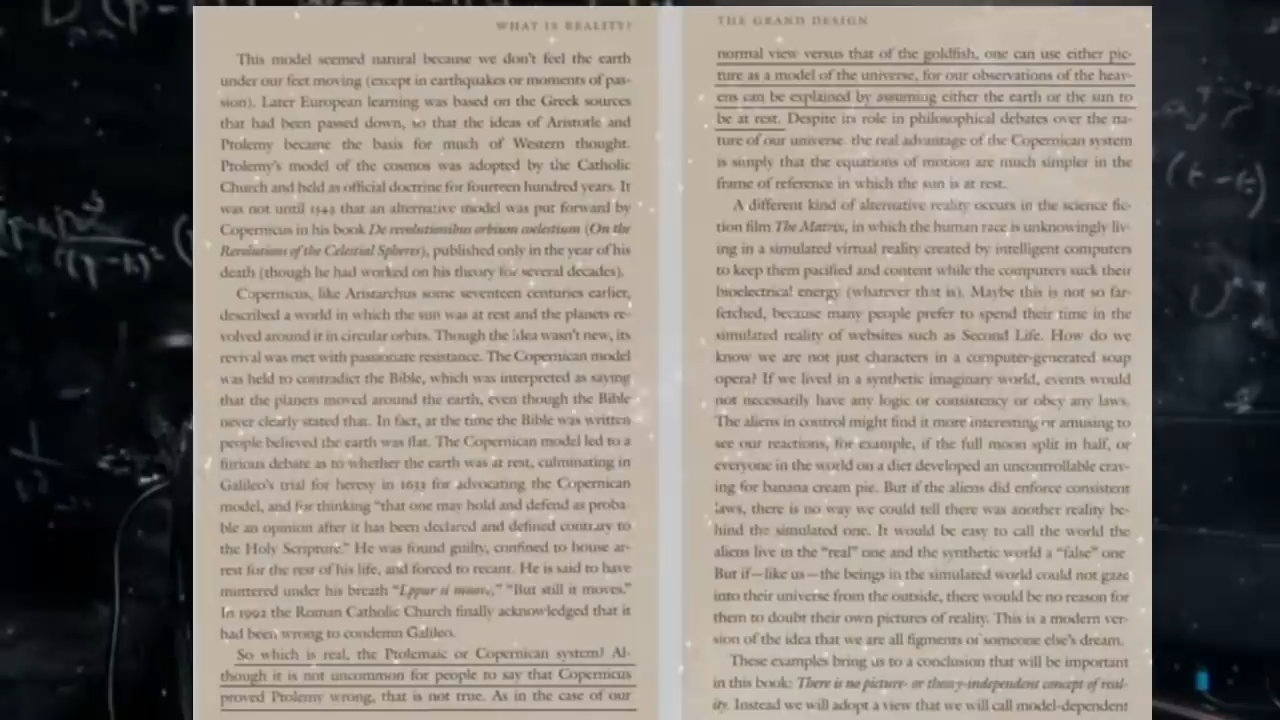 WHAT IS REALITY?
This model seemed natural because we don't feel the earth
under our feet moving (except in earthquakes or moments of pas-
sion). Later European learning was based on the Greek sources
that had been passed down, so that the ideas of Aristotle and
Ptolemy became the basis for much of Western thought.
Ptolemy's model of the cosmos was adopted by the Catholic
Church and held as official doctrine for fourteen hundred years. It
was not until 1543 that an alternative model was put forward by
Copernicus in his book De revolutionibus orbium coelestium (On the
Revolutions of the Celestial Spheres), published only in the year of his
death (though he had worked on his theory for several decades).
Copernicus, like Aristarchus some seventeen centuries earlier,
described a world in which the sun was at rest and the planets re-
volved around it in circular orbits. Though the idea wasn't new, its
revival was met with passionate resistance. The Copernican model
was held to contradict the Bible, which was interpreted as saying
that the planets moved around the earth, even though the Bible
never clearly stated that. In fact, at the time the Bible was written
people believed the earth was flat. The Copernican model led to a
furious debate as to whether the earth was at rest, culminating in
Galileo's trial for heresy in 1633 for advocating the Copernican
model, and for thinking "that one may hold and defend as proba-
ble an opinion after it has been declared and defined contrary to
the Holy Scripture." He was found guilty, confined to house ar-
rest for the rest of his life, and forced to recant. He is said to have
muttered under his breath "Eppur si muove," "But still it moves."
In 1992 the Roman Catholic Church finally acknowledged that it
had been wrong to condemn Galileo.
So which is real, the Ptolemaic or Copernican system? Al-
though it is not uncommon for people to say that Copernicus
proved Ptolemy wrong, that is not true. As in the case of our
THE GRAND DESIGN
normal view versus that of the goldfish, one can use either pic-
ture as a model of the universe, for our observations of the heav-
ens can be explained by assuming either the earth or the sun to
be at rest. Despite its role in philosophical debates over the na-
ture of our universe, the real advantage of the Copernican system
is simply that the equations of motion are much simpler in the
frame of reference in which the sun is at rest.
A different kind of alternative reality occurs in the science fic-
tion film The Matrix, in which the human race is unknowingly liv-
ing in a simulated virtual reality created by intelligent computers
to keep them pacified and content while the computers suck their
bioelectrical energy (whatever that is). Maybe this is not so far-
fetched, because many people prefer to spend their time in the
simulated reality of websites such as Second Life. How do we
know we are not just characters in a computer-generated soap
opera? If we lived in a synthetic imaginary world, events would
not necessarily have any logic or consistency or obey any laws.
The aliens in control might find it more interesting or amusing to
see our reactions, for example, if the full moon split in half, or
everyone in the world on a diet developed an uncontrollable crav-
ing for banana cream pie. But if the aliens did enforce consistent
laws, there is no way we could tell there was another reality be-
hind the simulated one. It would be easy to call the world the
aliens live in the "real" one and the synthetic world a "false" one
But if—like us—the beings in the simulated world could not gaze
into their universe from the outside, there would be no reason for
them to doubt their own pictures of reality. This is a modern ver-
sion of the idea that we are all figments of someone else's dream.
These examples bring us to a conclusion that will be important
in this book: There is no picture- or theory-independent concept of real-
ity. Instead we will adopt a view that we will call model-dependent